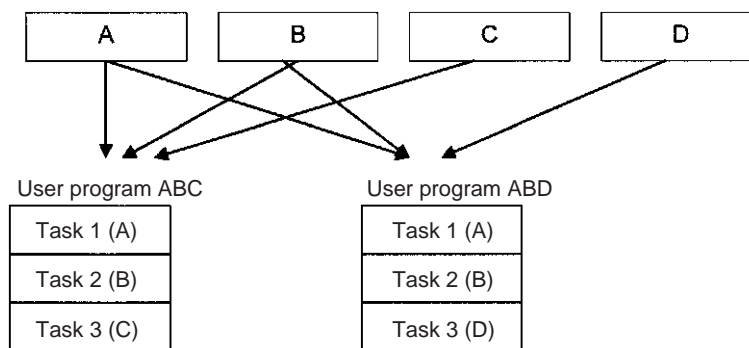 A B C D
User program ABC User program ABD
Task 1 (A) Task 1 (A)
Task 2 (B) Task 2 (B)
Task 3 (C) Task 3 (D)